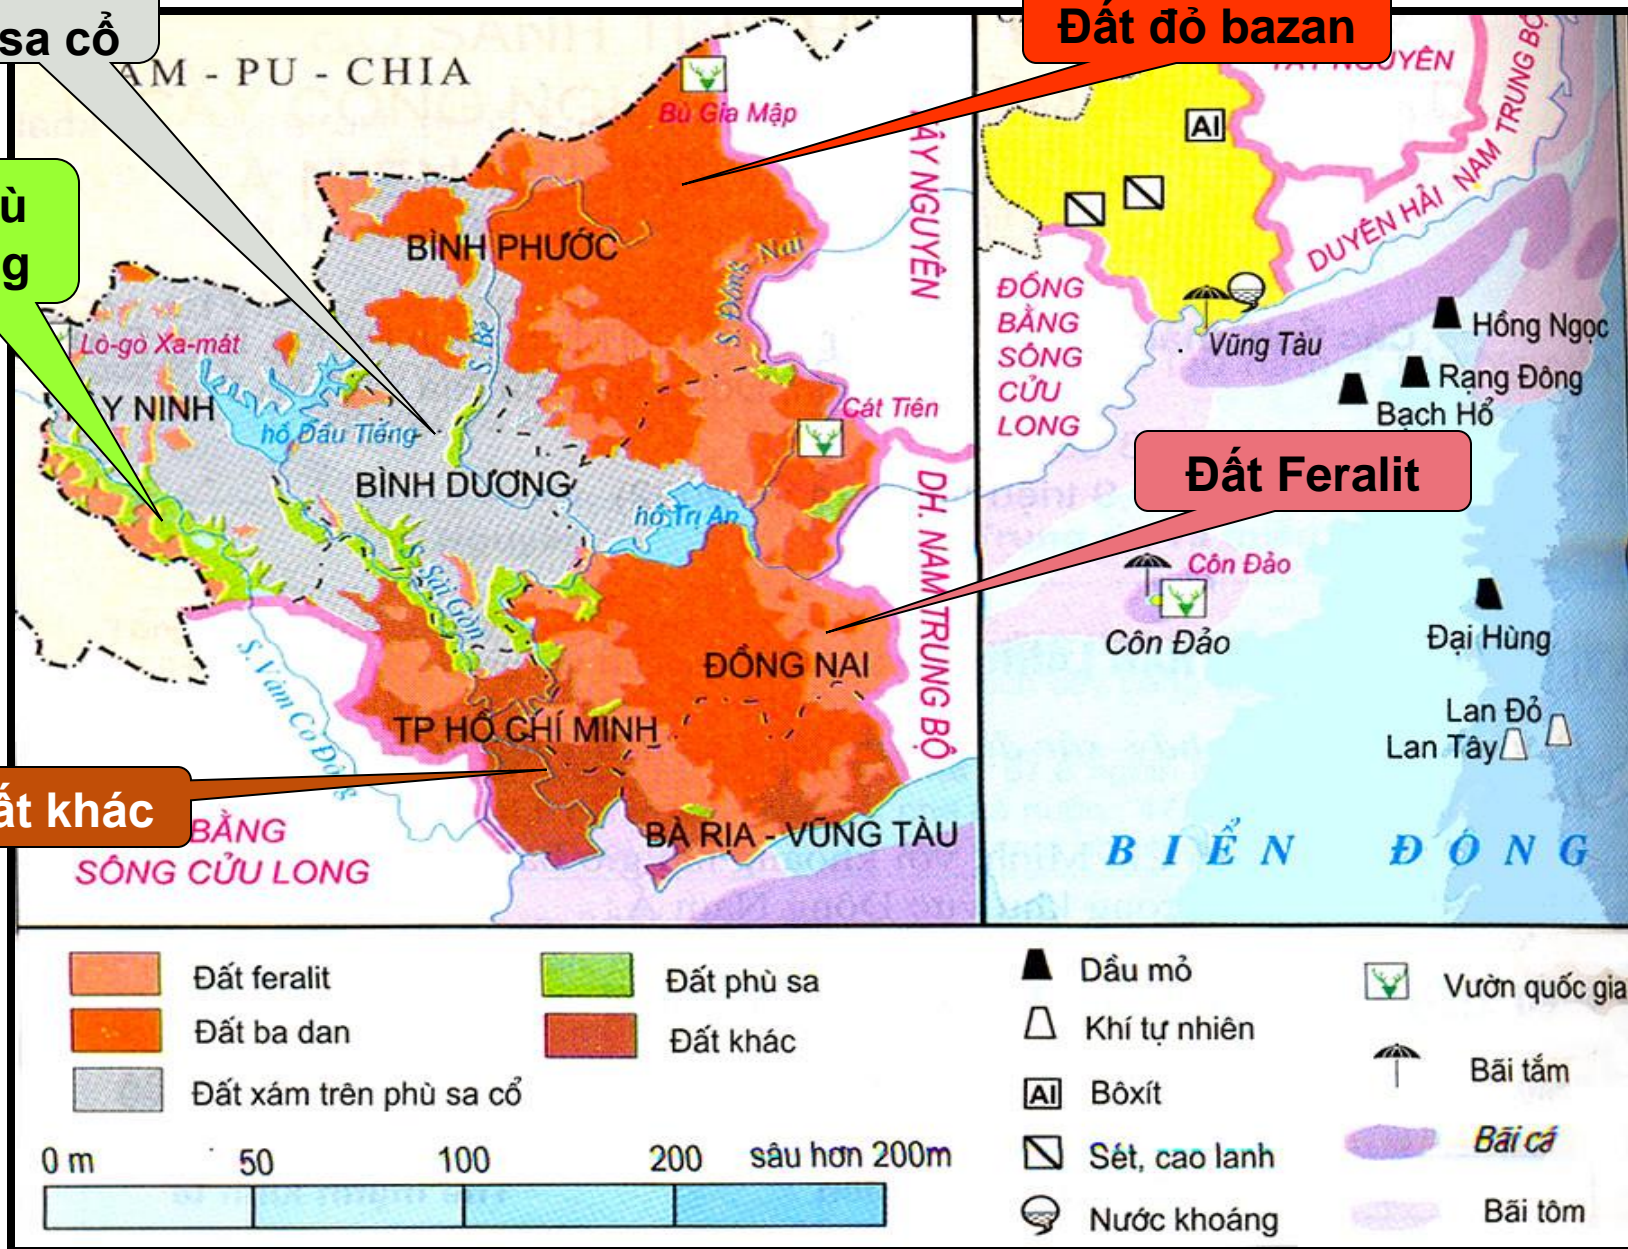 sa cổ
Đất đỏ bazan
AM - PU - CHIA
TÂY NGUYÊN
Bù Gia Mập
TÂY NGUYÊN
AI
DUYÊN HẢI NAM TRUNG BỘ
ù
g
BÌNH PHƯỚC
S. Đồng Nai
S. Bé
ĐỒNG
BẰNG
SÔNG
CỬU
LONG
Vũng Tàu
Hồng Ngọc
Rạng Đông
Bạch Hổ
Lò-gò Xa-mát
Y NINH
hồ Dầu Tiếng
Cát Tiên
BÌNH DƯƠNG
hồ Trị An
DH. NAM TRUNG BỘ
Đất Feralit
S. Sài Gòn
Côn Đảo
Côn Đảo
Đại Hùng
S. Vàm Cỏ Đông
ĐỒNG NAI
TP HỒ CHÍ MINH
Lan Đỏ
Lan Tây
ất khác
BẰNG
SÔNG CỬU LONG
BÀ RỊA - VŨNG TÀU
BIỂN ĐÔNG
Đất feralit
Đất ba dan
Đất xám trên phù sa cổ
Đất phù sa
Đất khác
0 m 50 100 200 sâu hơn 200m
Dầu mỏ
Khí tự nhiên
AI Bôxít
Sét, cao lanh
Nước khoáng
Vườn quốc gia
Bãi tắm
Bãi cá
Bãi tôm